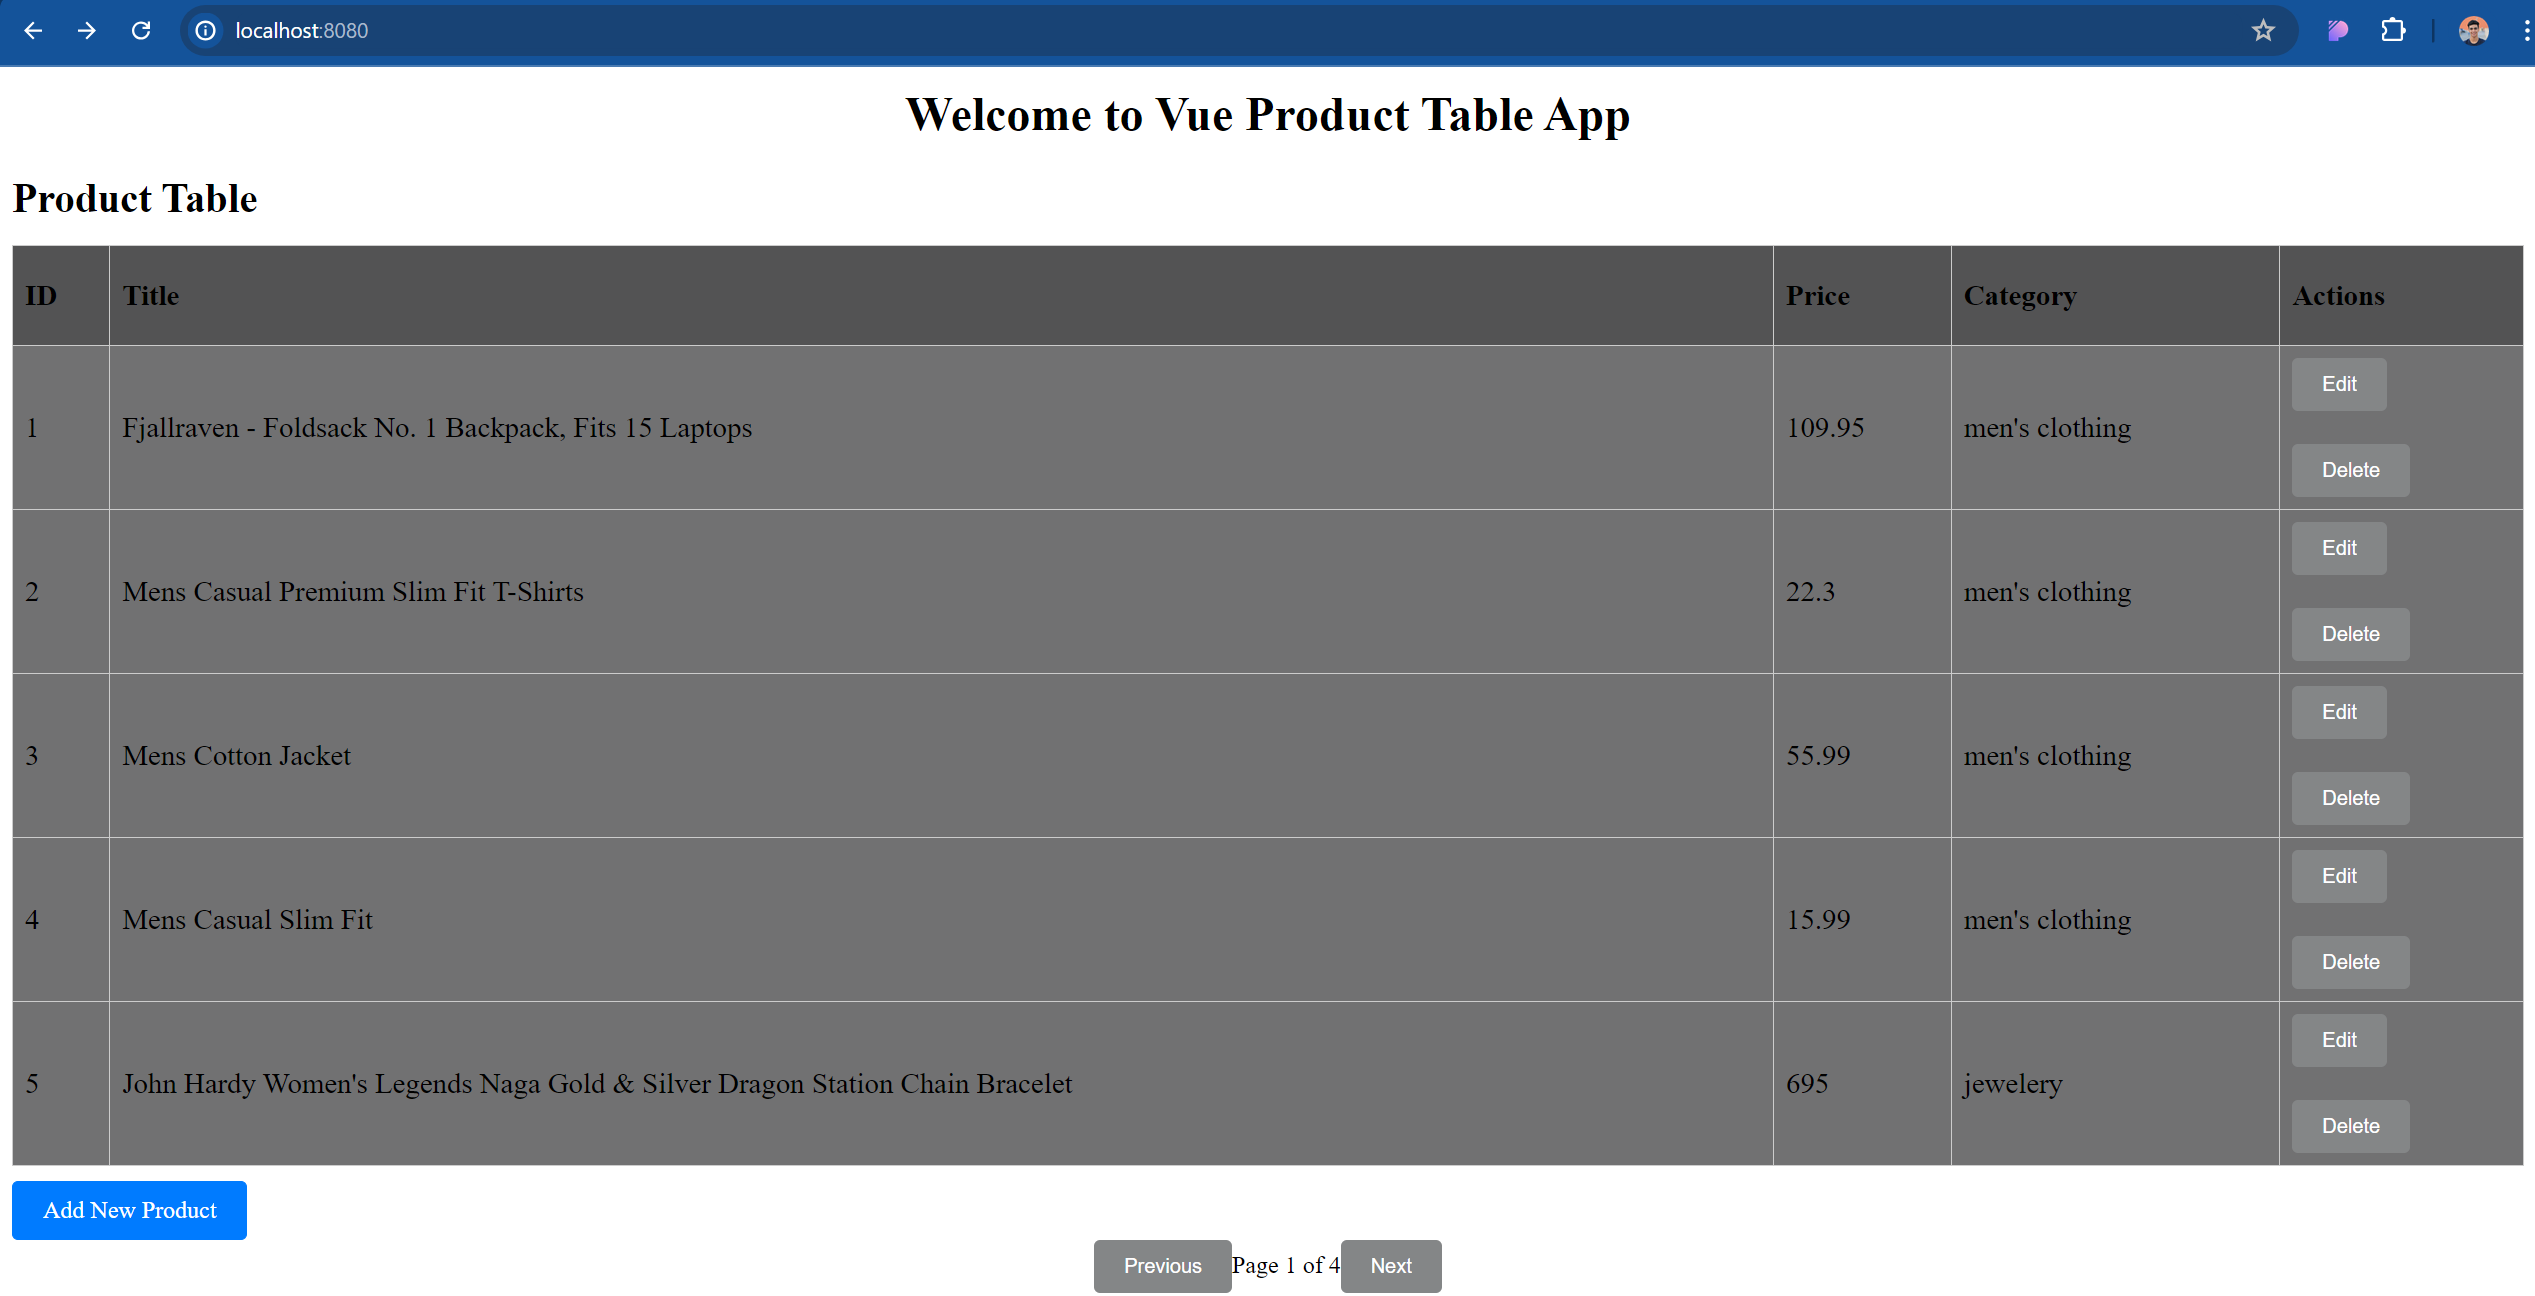 localhost:8080
Welcome to Vue Product Table App
Product Table
ID Title Price Category Actions
1 Fjallraven - Foldsack No. 1 Backpack, Fits 15 Laptops 109.95 men's clothing Edit
Delete
2 Mens Casual Premium Slim Fit T-Shirts 22.3 men's clothing Edit
Delete
3 Mens Cotton Jacket 55.99 men's clothing Edit
Delete
4 Mens Casual Slim Fit 15.99 men's clothing Edit
Delete
5 John Hardy Women's Legends Naga Gold & Silver Dragon Station Chain Bracelet 695 jewelery Edit
Delete
Add New Product
Previous Page 1 of 4 Next